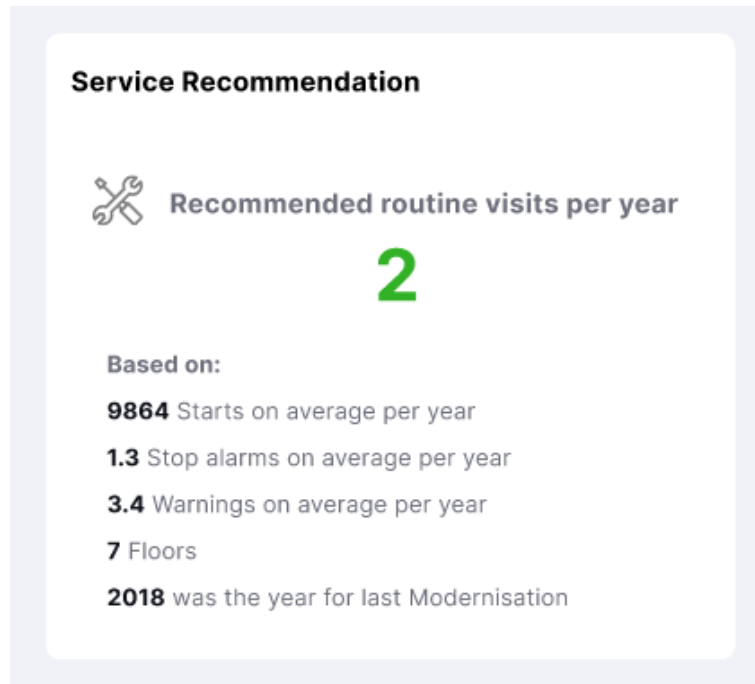 Service Recommendation
Recommended routine visits per year
2
Based on:
9864 Starts on average per year
1.3 Stop alarms on average per year
3.4 Warnings on average per year
7 Floors
2018 was the year for last Modernisation